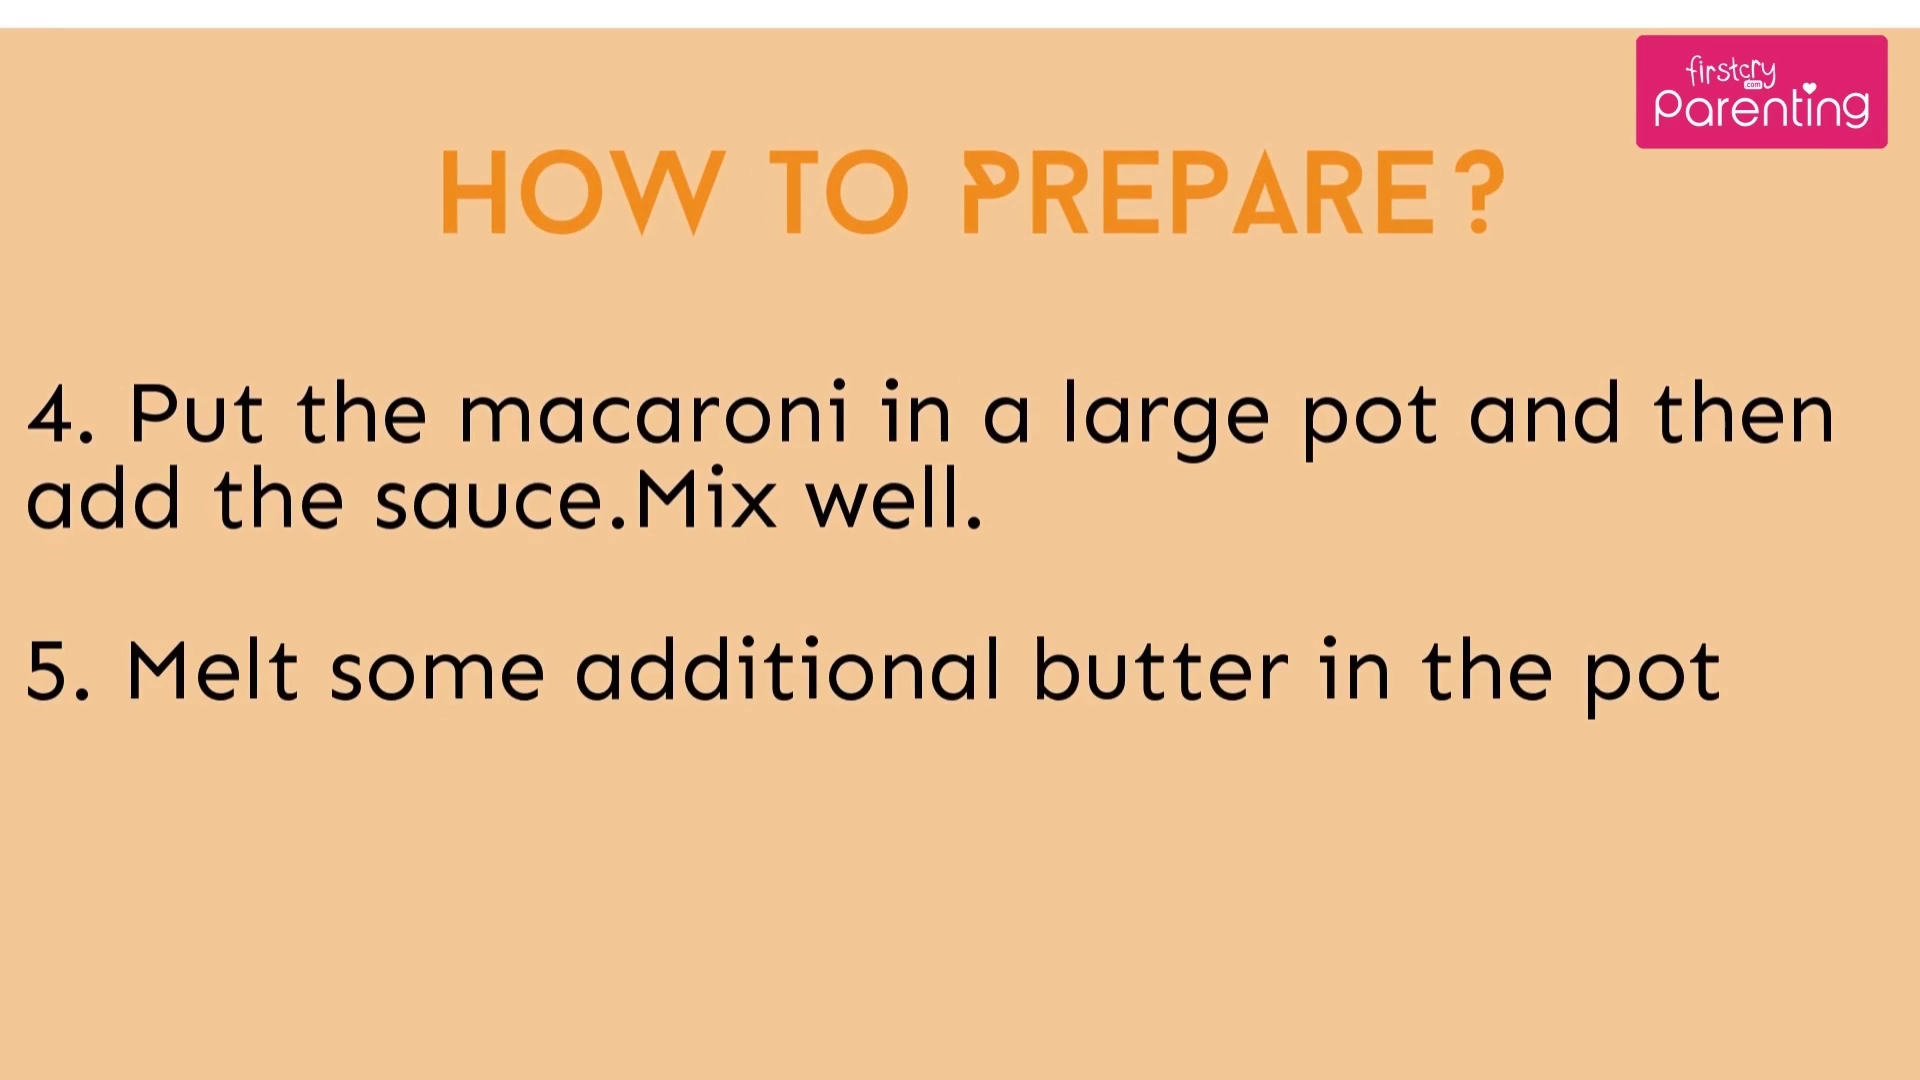 firstcry
.com
Parenting
HOW TO PREPARE?
4. Put the macaroni in a large pot and then
add the sauce.Mix well.
5. Melt some additional butter in the pot